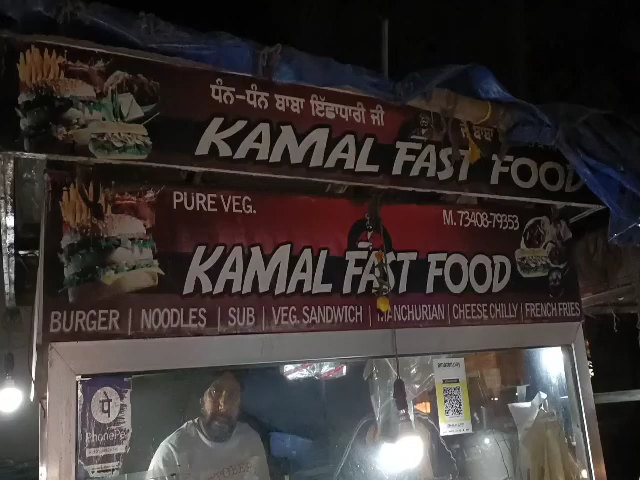 ਧੰਨ-ਧੰਨ ਬਾਬਾ ਇੱਛਾਧਾਰੀ ਜੀ
KAMAL FAST FOOD
PURE VEG.
M. 73408-79353
KAMAL FAST FOOD
BURGER | NOODLES | SUB | VEG. SANDWICH | MANCHURIAN | CHEESE CHILLY | FRENCH FRIES
PhonePe